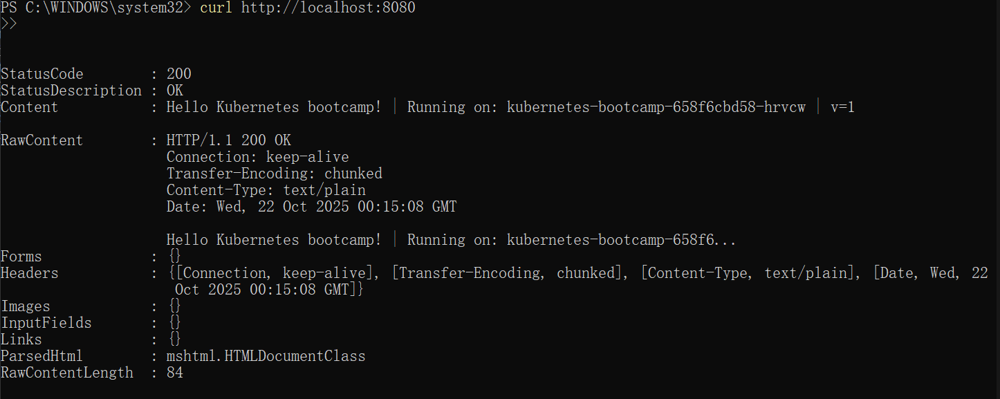 PS C:\WINDOWS\system32> curl http://localhost:8080
>>
StatusCode        : 200
StatusDescription : OK
Content           : Hello Kubernetes bootcamp! | Running on: kubernetes-bootcamp-658f6cbd58-hrvcw | v=1
RawContent        : HTTP/1.1 200 OK
                    Connection: keep-alive
                    Transfer-Encoding: chunked
                    Content-Type: text/plain
                    Date: Wed, 22 Oct 2025 00:15:08 GMT
                    Hello Kubernetes bootcamp! | Running on: kubernetes-bootcamp-658f6...
Forms             : {}
Headers           : {[Connection, keep-alive], [Transfer-Encoding, chunked], [Content-Type, text/plain], [Date, Wed, 22
                     Oct 2025 00:15:08 GMT]}
Images            : {}
InputFields       : {}
Links             : {}
ParsedHtml        : mshtml.HTMLDocumentClass
RawContentLength  : 84